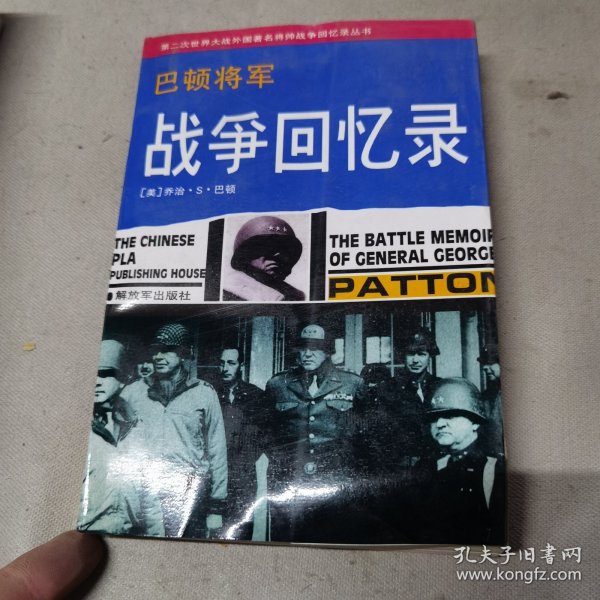 第二次世界大战外国著名将帅战争回忆录丛书
巴顿将军
战争回忆录
[美]乔治·S·巴顿
THE CHINESE
PLA
PUBLISHING HOUSE
●解放军出版社
THE BATTLE MEMOIR
OF GENERAL GEORGE
PATTON
孔夫子旧书网
www.kongfz.com